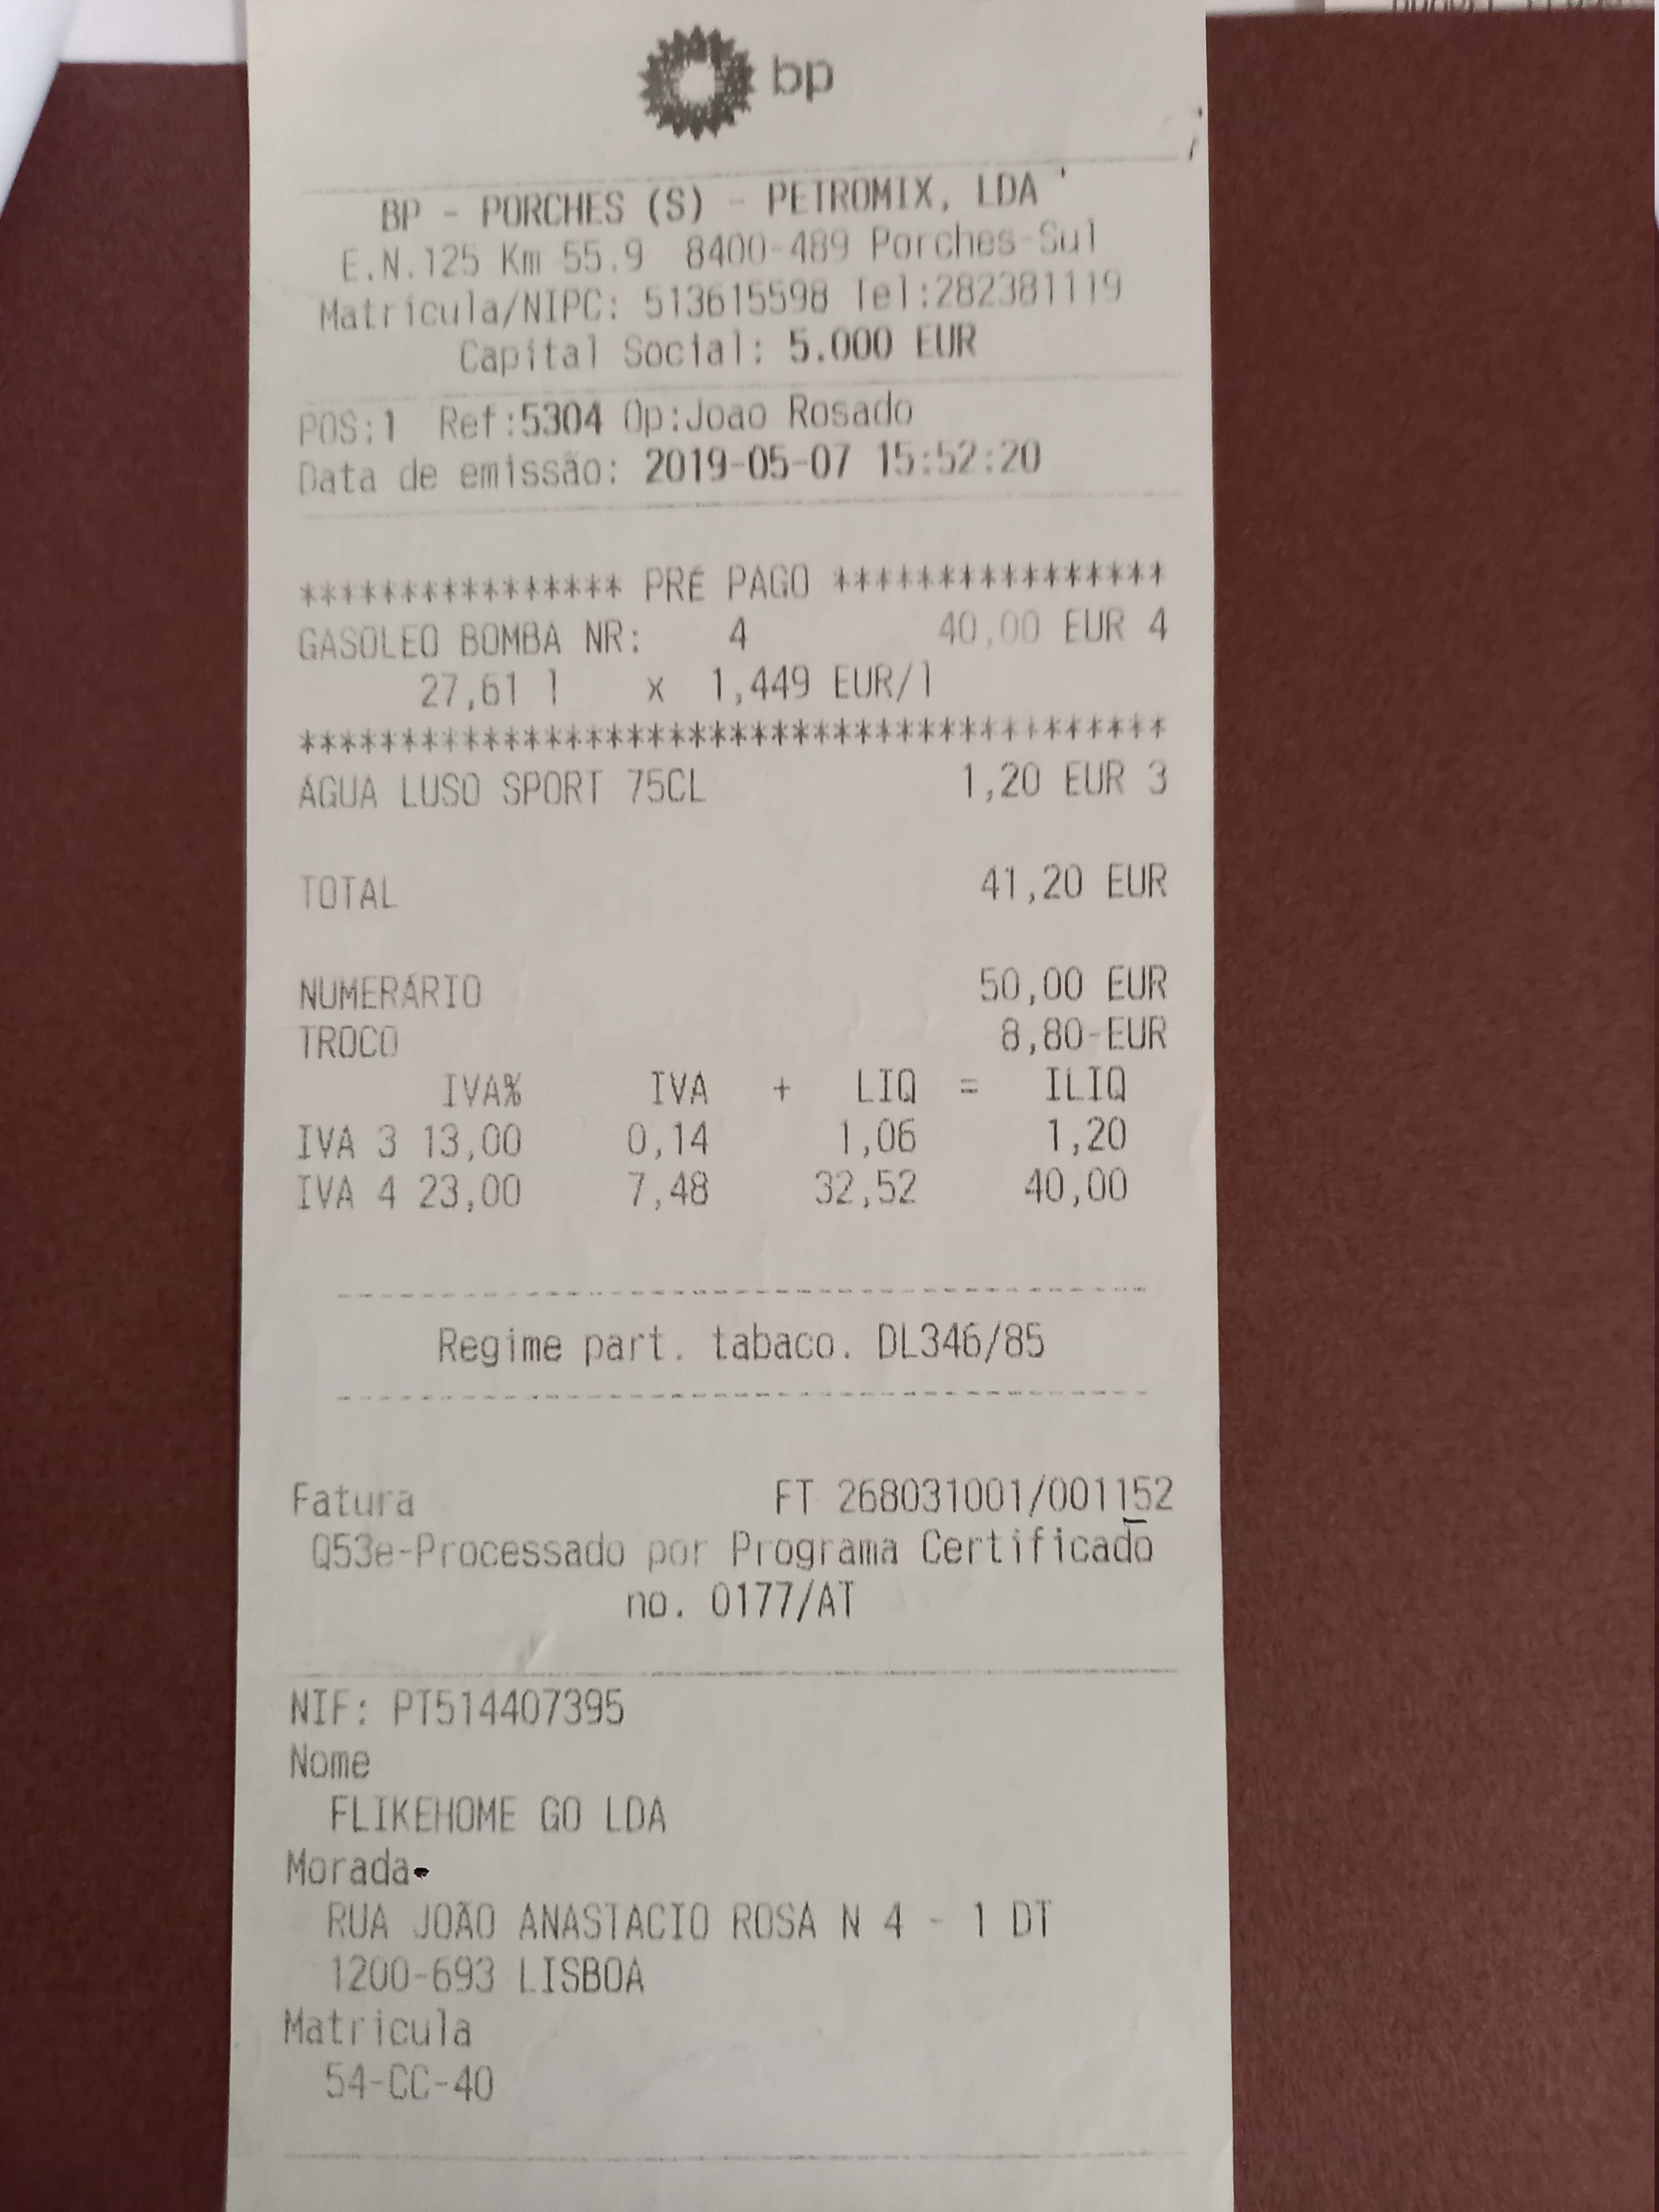 bp
BP - PORCHES (S) - PETROMIX, LDA
E.N.125 Km 55.9 8400-489 Porches-Sul
Matrícula/NIPC: 513615598 Tel:282381119
Capital Social: 5.000 EUR
POS:1 Ref:5304 Op:Joao Rosado
Data de emissão: 2019-05-07 15:52:20
**************** PRÉ PAGO ****************
GASOLEO BOMBA NR: 4 40,00 EUR 4
27,61 l x 1,449 EUR/l
******************************************
ÁGUA LUSO SPORT 75CL 1,20 EUR 3
TOTAL 41,20 EUR
NUMERÁRIO 50,00 EUR
TROCO 8,80-EUR
IVA% IVA + LIQ = ILIQ
IVA 3 13,00 0,14 1,06 1,20
IVA 4 23,00 7,48 32,52 40,00
Regime part. tabaco. DL346/85
Fatura FT 268031001/001152
Q53e-Processado por Programa Certificado
no. 0177/AT
NIF: PT514407395
Nome
FLIKEHOME GO LDA
Morada
RUA JOÃO ANASTACIO ROSA N 4 - 1 DT
1200-693 LISBOA
Matrícula
54-CC-40